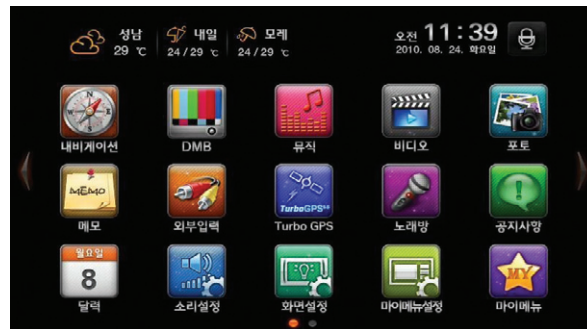 성남 29 ℃
내일 24/29 ℃
모레 24/29 ℃
오전 11:39
2010. 08. 24. 화요일
내비게이션
DMB
뮤직
비디오
포토
MEMO
메모
외부입력
TurboGPS
Turbo GPS
노래방
공지사항
월요일
8
달력
소리설정
화면설정
마이메뉴설정
MY
마이메뉴